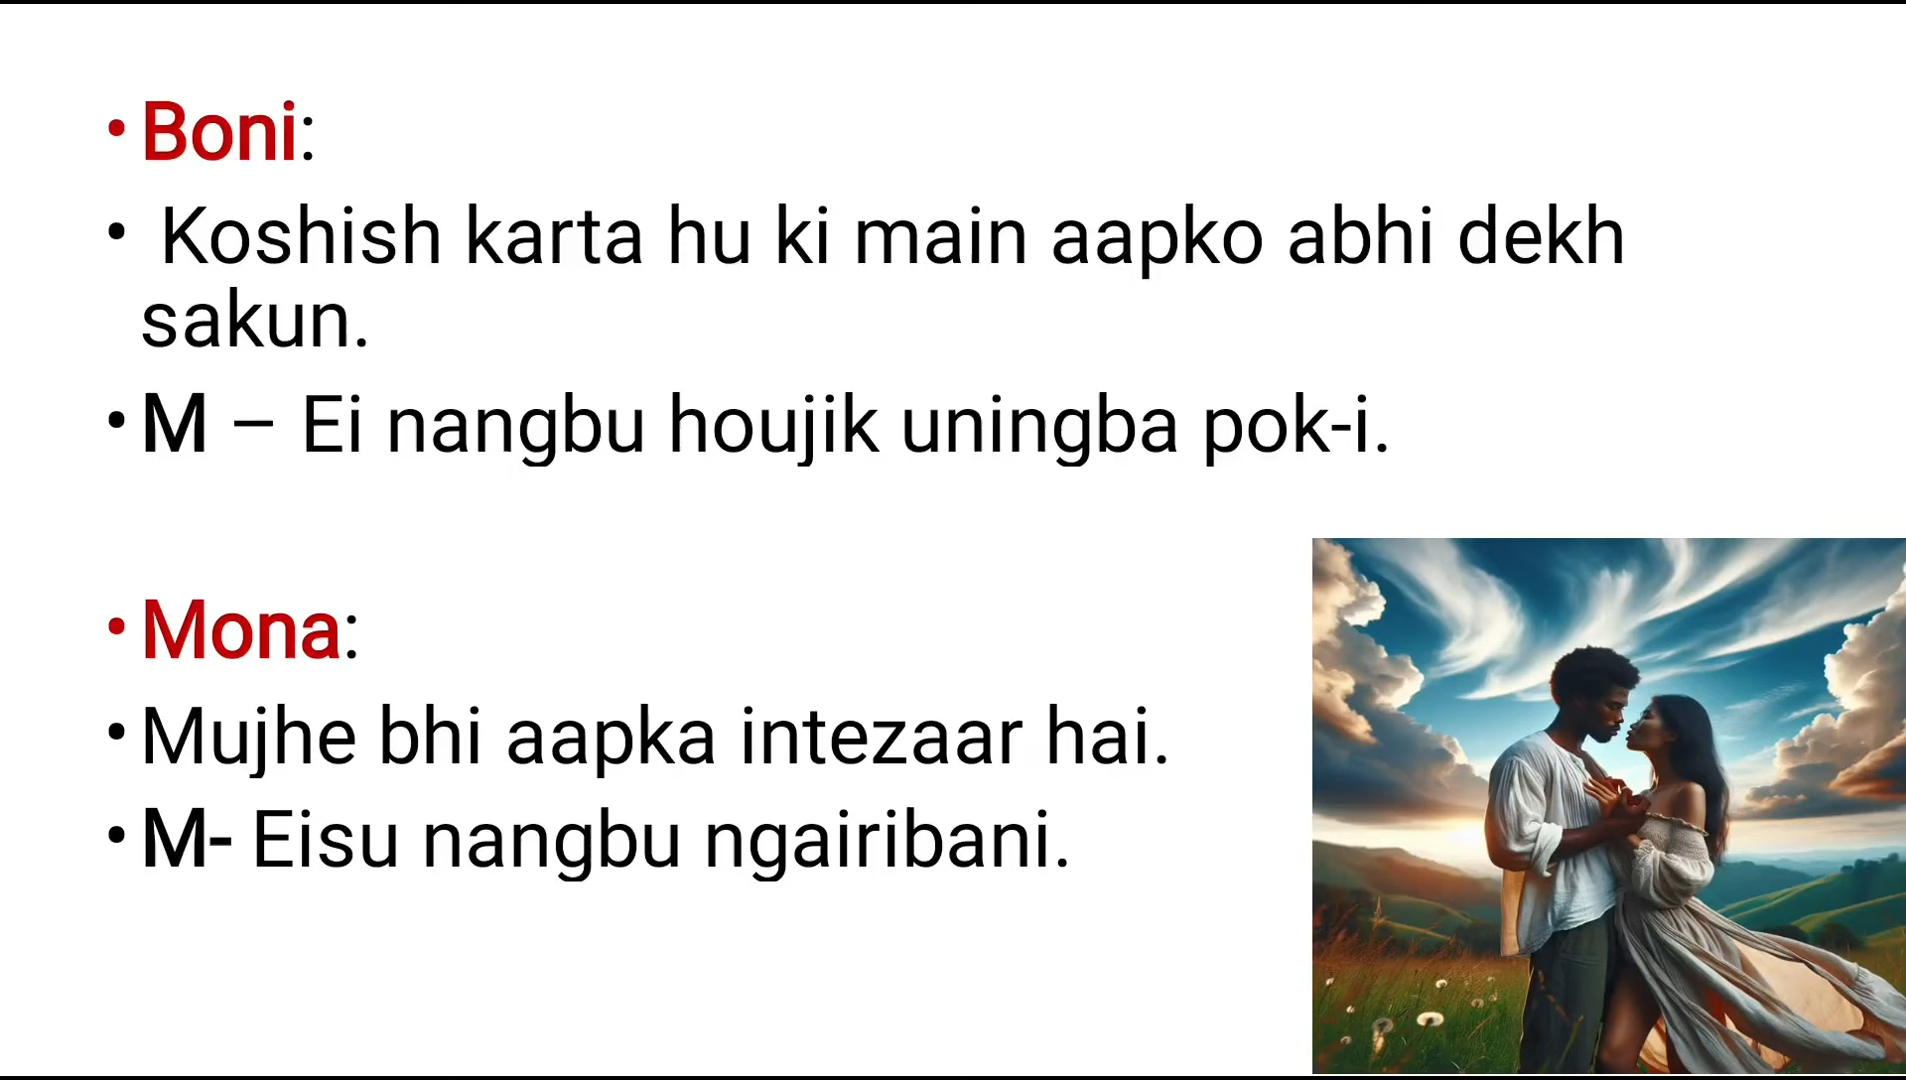 • Boni:
• Koshish karta hu ki main aapko abhi dekh
sakun.
• M – Ei nangbu houjik uningba pok-i.
• Mona:
• Mujhe bhi aapka intezaar hai.
• M- Eisu nangbu ngairibani.